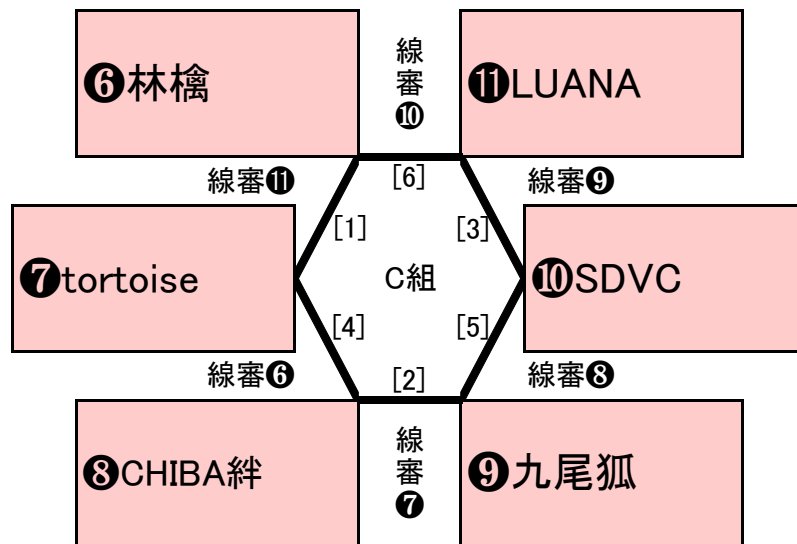 ❻林檎
線審❿
⓫LUANA
線審⓫
[6]
線審❾
[1]
[3]
❼tortoise
C組
❿SDVC
[4]
[5]
線審❻
[2]
線審❽
❽CHIBA絆
線審❼
❾九尾狐